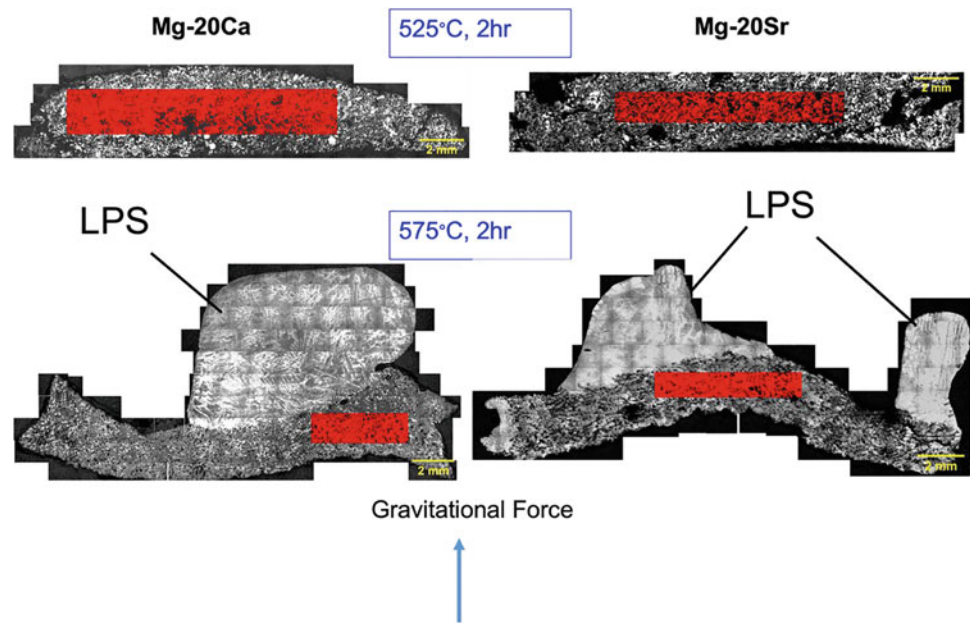 Mg-20Ca
525°C, 2hr
Mg-20Sr
2 mm
2 mm
LPS
575°C, 2hr
LPS
2 mm
2 mm
Gravitational Force